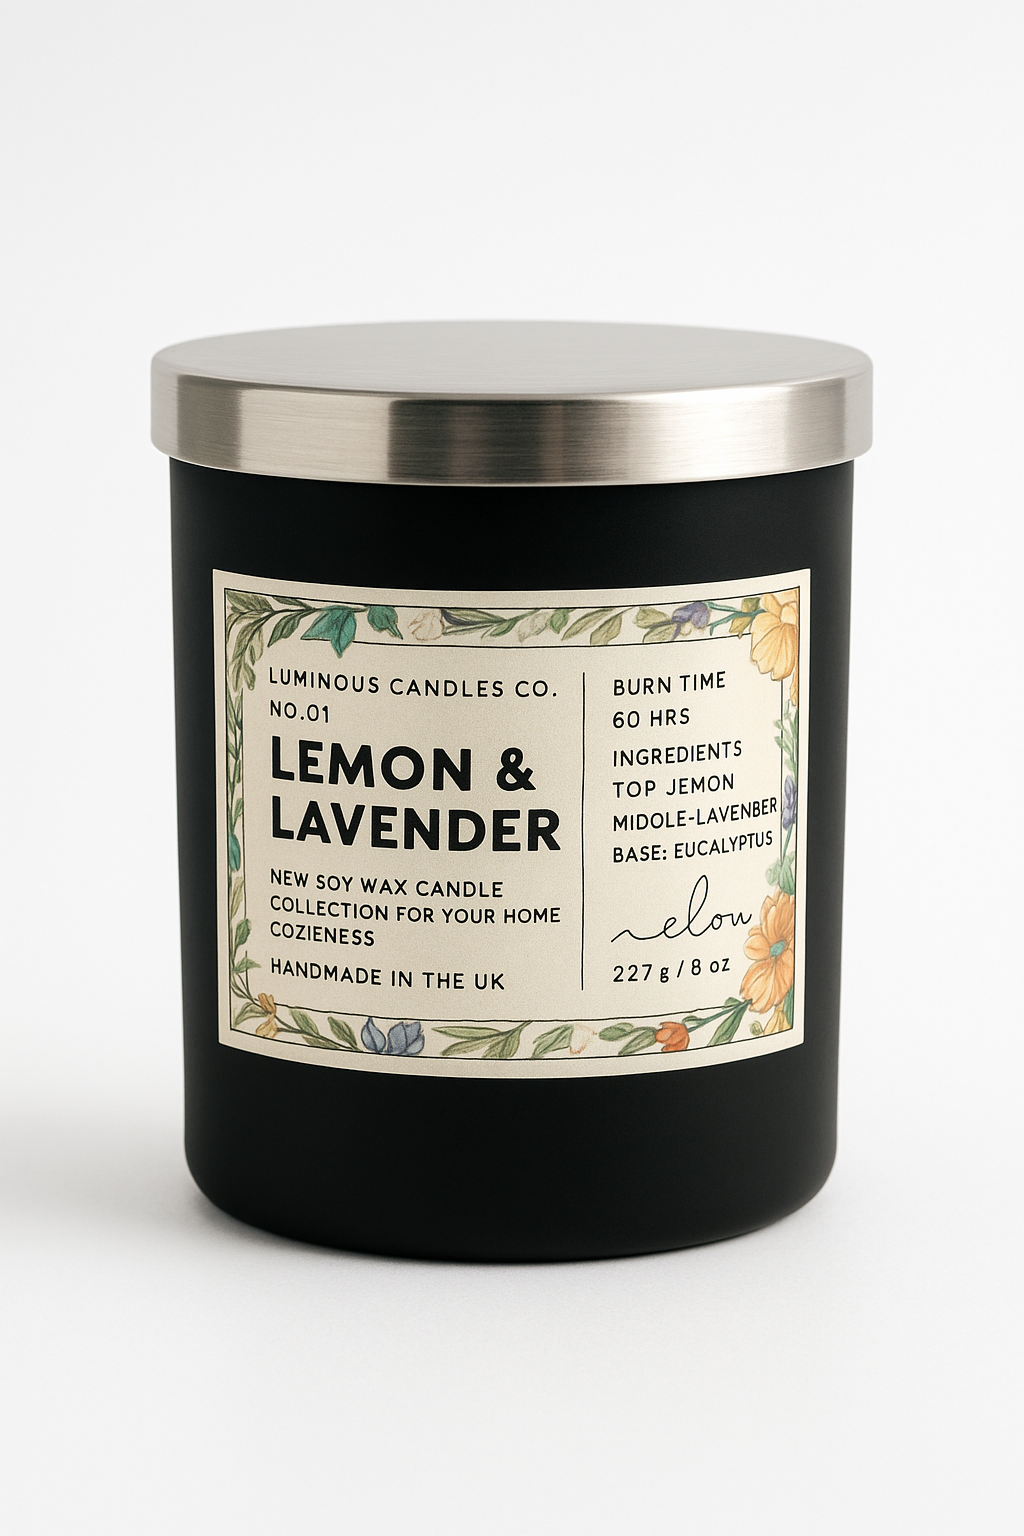 LUMINOUS CANDLES CO.
NO.01
LEMON &
LAVENDER
NEW SOY WAX CANDLE
COLLECTION FOR YOUR HOME
COZIENESS
HANDMADE IN THE UK
BURN TIME
60 HRS
INGREDIENTS
TOP JEMON
MIDOLE-LAVENBER
BASE: EUCALYPTUS
elon
227 g / 8 oz